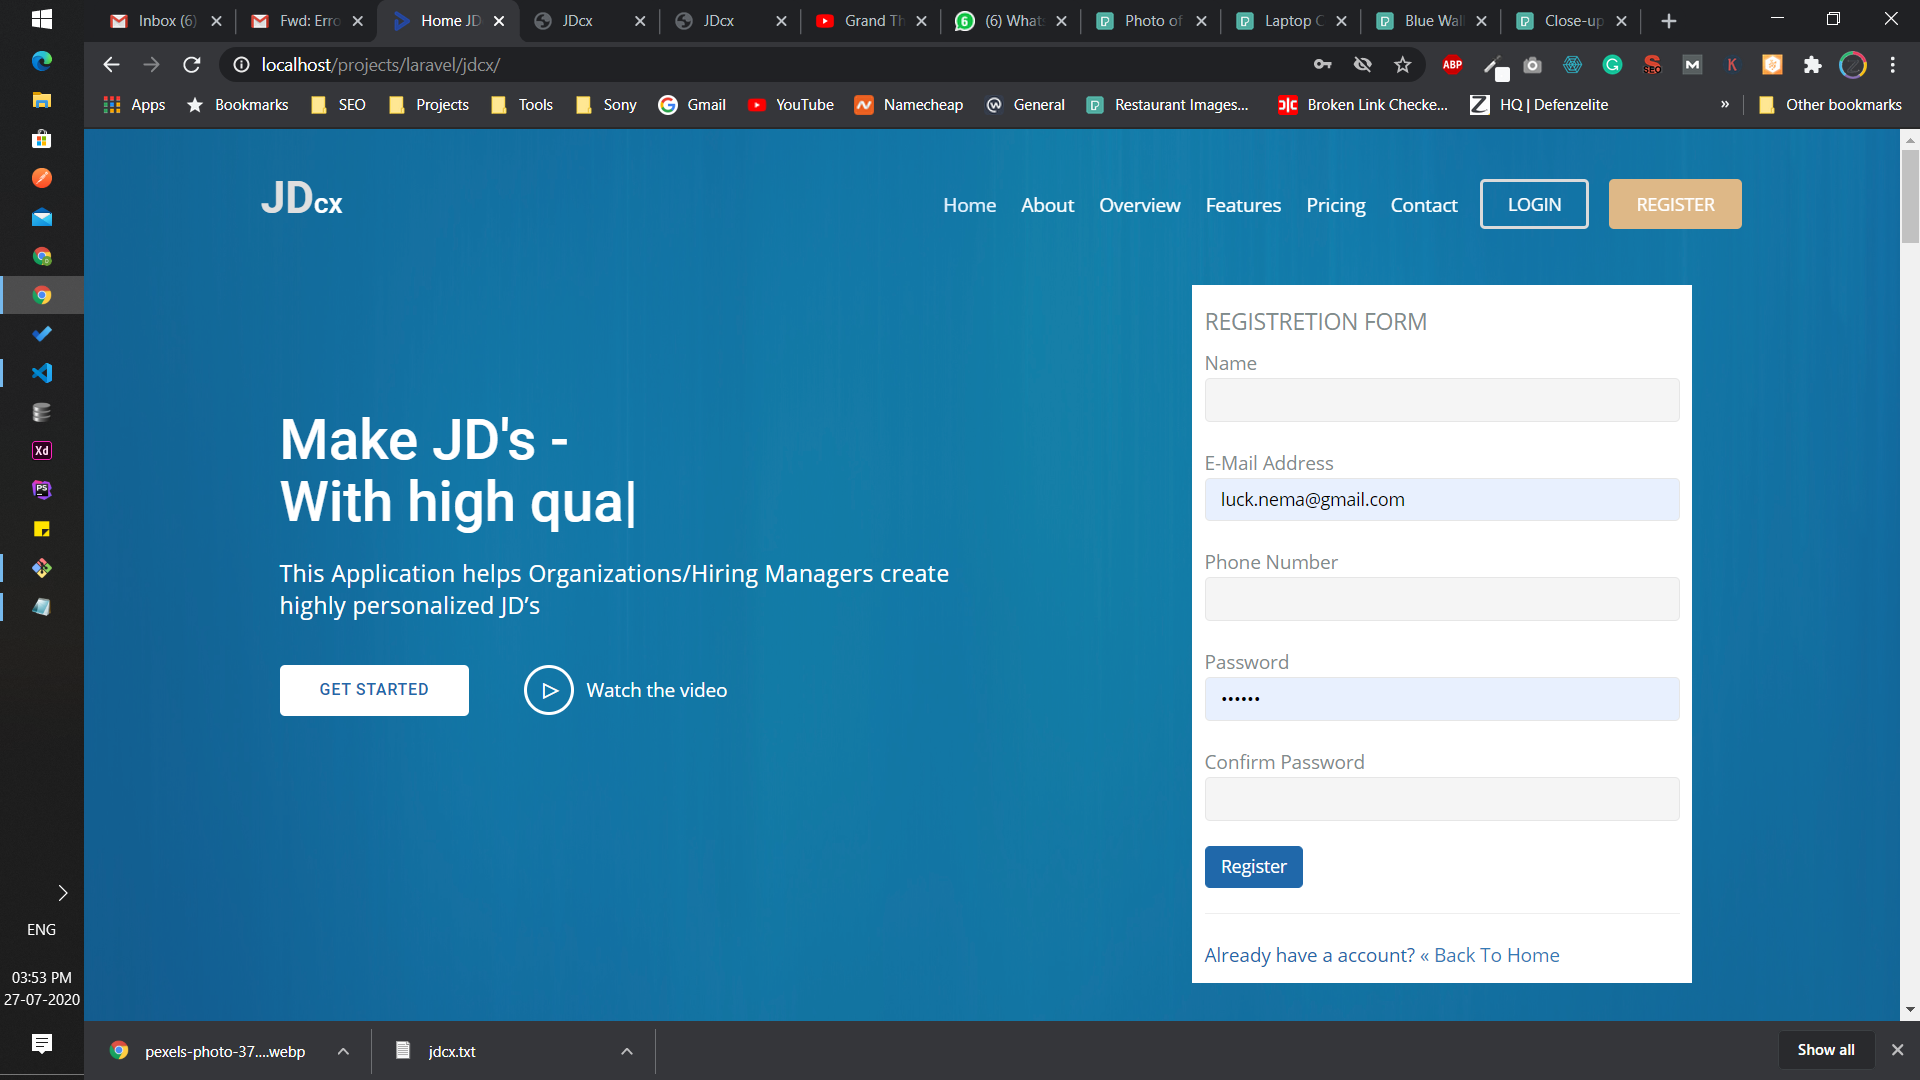 Inbox (6)
Fwd: Erro
Home JD
JDcx
JDcx
Grand Th
(6) What
Photo of
Laptop C
Blue Wall
Close-up
localhost/projects/laravel/jdcx/
ABP
SEO
M
K
Apps
Bookmarks
SEO
Projects
Tools
Sony
Gmail
YouTube
Namecheap
General
Restaurant Images...
Broken Link Checke...
HQ | Defenzelite
»
Other bookmarks
JDcx
Home
About
Overview
Features
Pricing
Contact
LOGIN
REGISTER
Make JD's -
With high qua|
This Application helps Organizations/Hiring Managers create
highly personalized JD’s
GET STARTED
Watch the video
REGISTRETION FORM
Name
E-Mail Address
luck.nema@gmail.com
Phone Number
Password
••••••
Confirm Password
Register
Already have a account? « Back To Home
Xd
PS
ENG
03:53 PM
27-07-2020
pexels-photo-37....webp
jdcx.txt
Show all